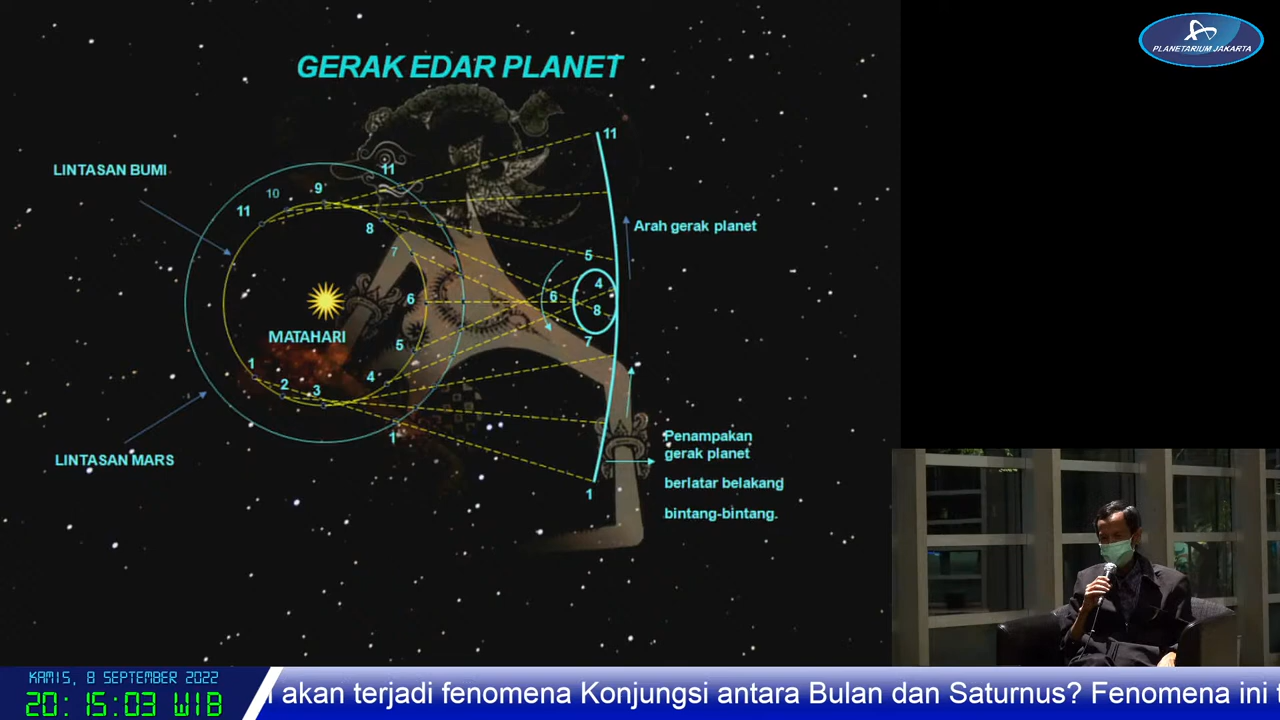 PLANETARIUM JAKARTA
GERAK EDAR PLANET
LINTASAN BUMI
11
10
9
11
11
8
7
6
5
4
3
2
1
1
MATAHARI
LINTASAN MARS
Arah gerak planet
5
4
6
8
7
1
Penampakan
gerak planet
berlatar belakang
bintang-bintang.
KAMIS, 8 SEPTEMBER 2022
20:15:03 WIB
akan terjadi fenomena Konjungsi antara Bulan dan Saturnus? Fenomena ini